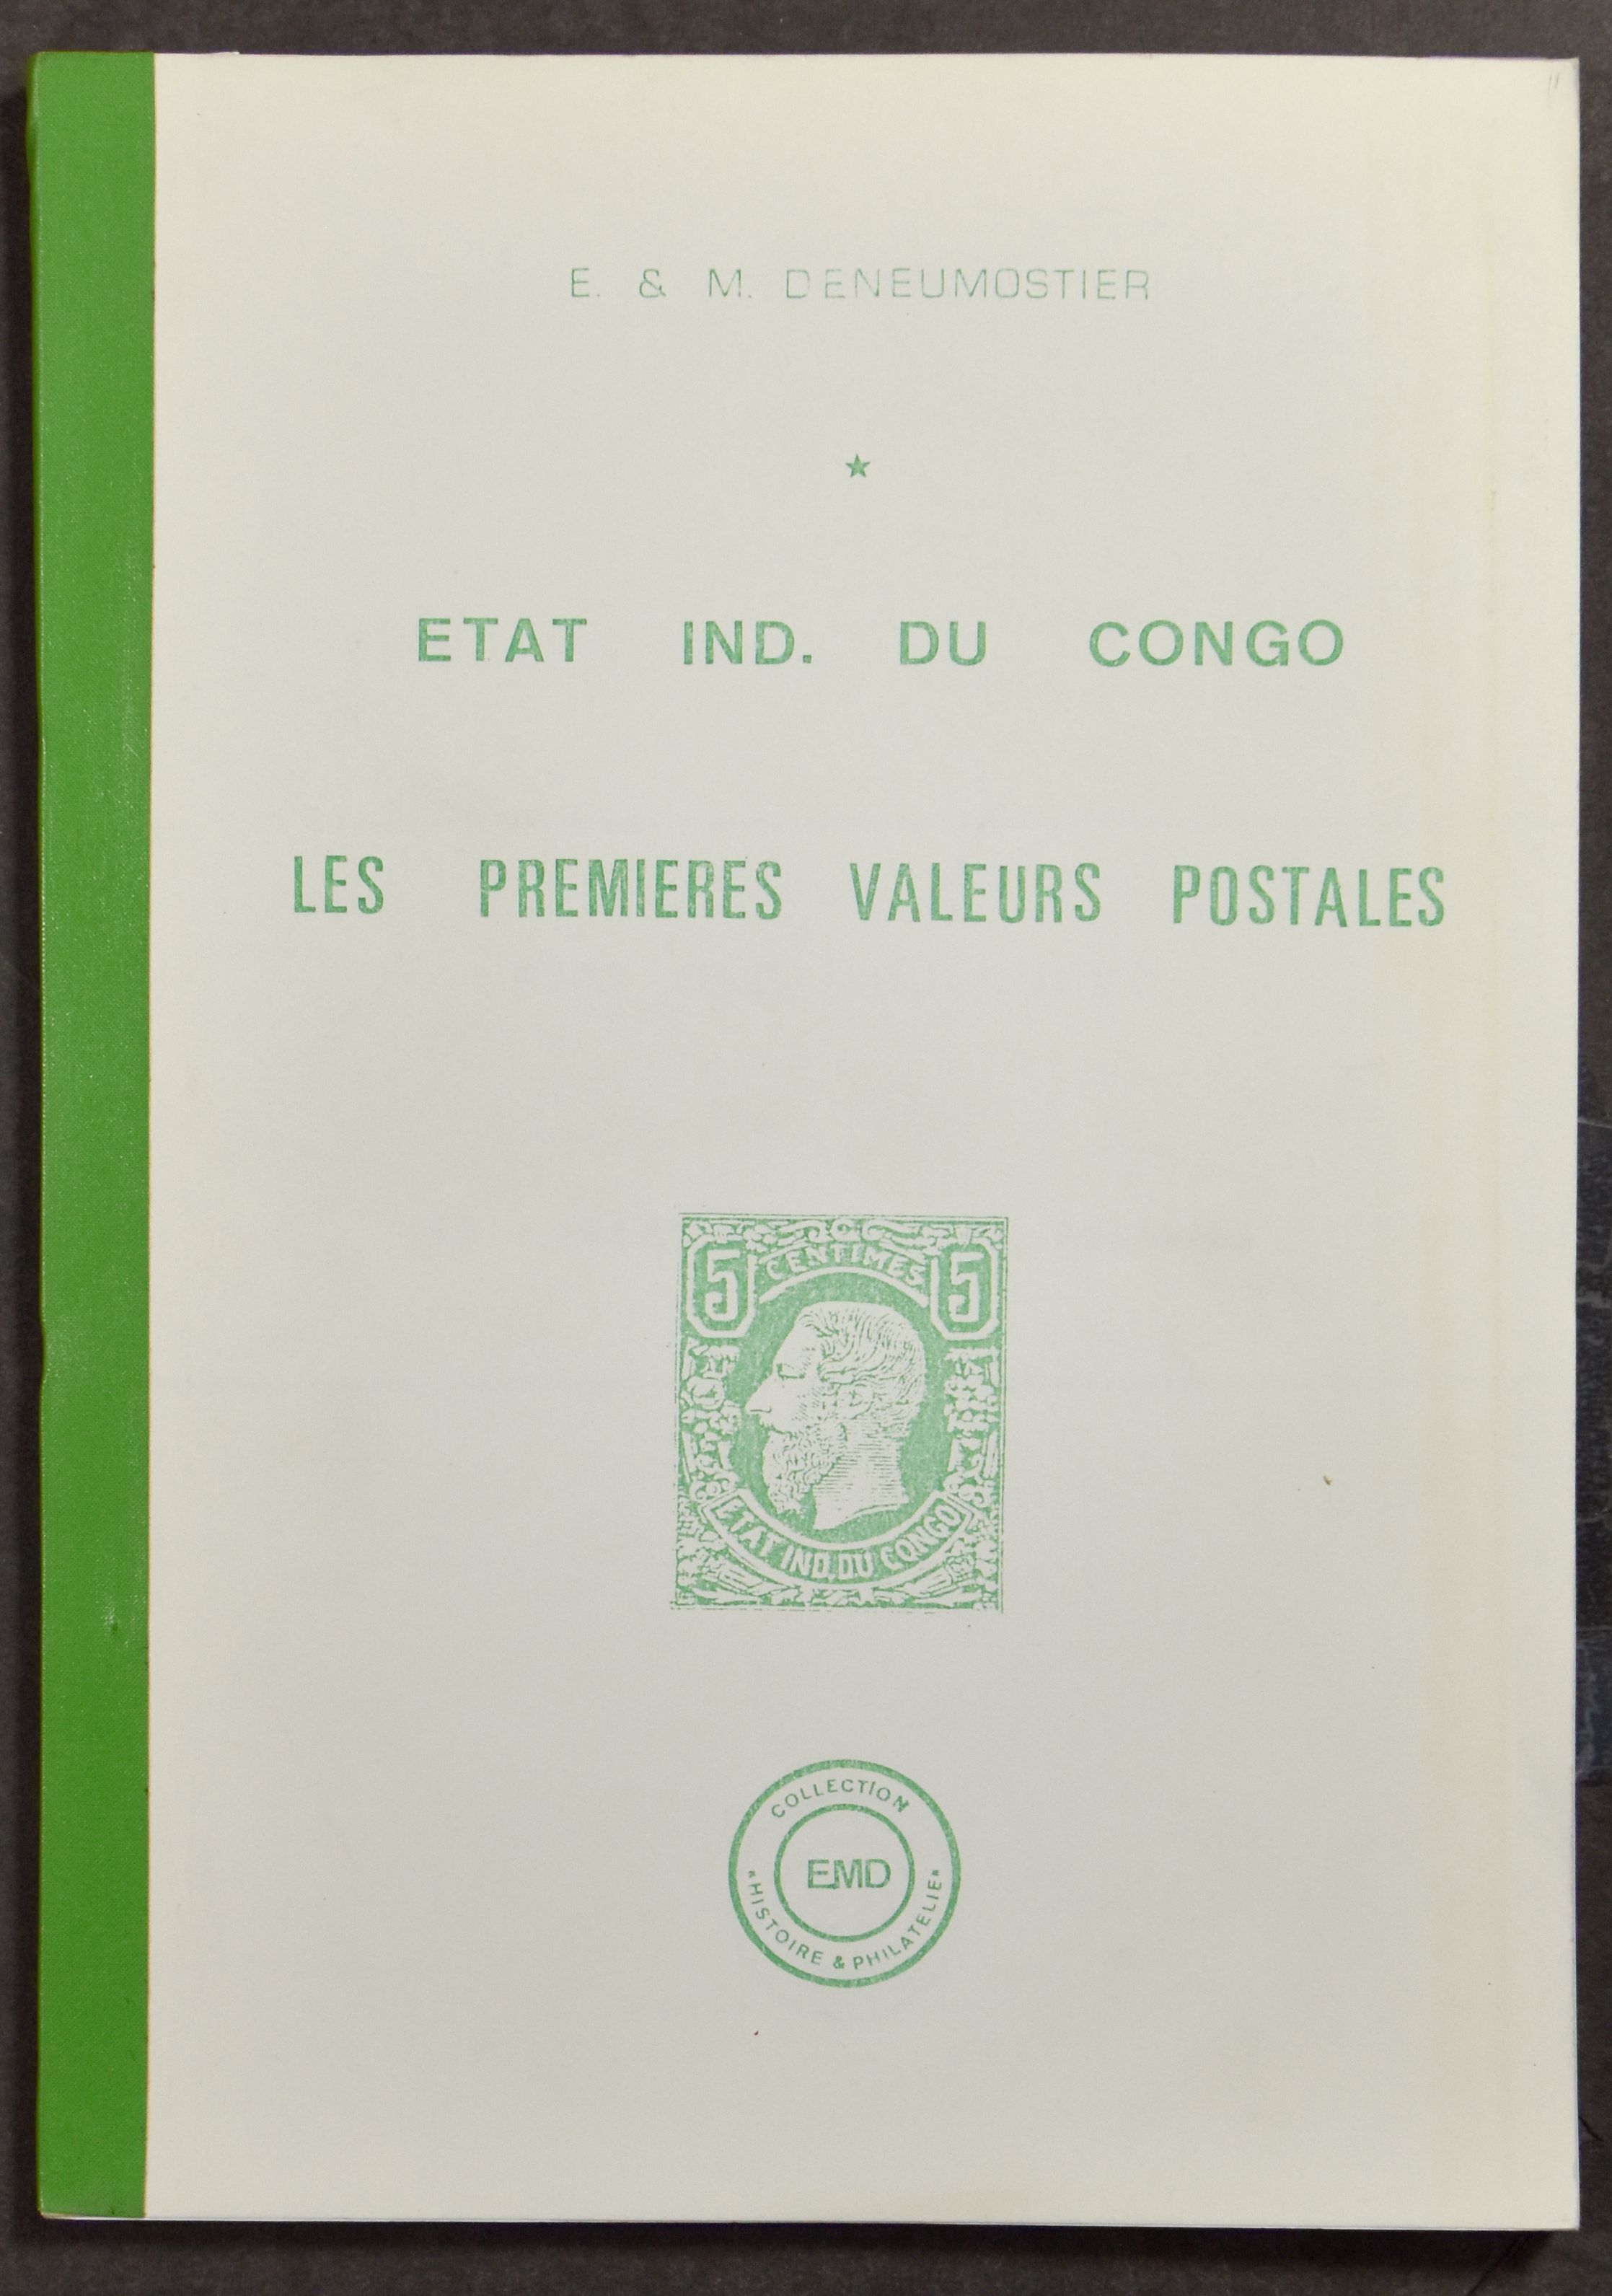 E. & M. DENEUMOSTIER
ETAT IND. DU CONGO
LES PREMIERES VALEURS POSTALES
5 CENTIMES 5
ETAT IND. DU CONGO
COLLECTION
EMD
"HISTOIRE & PHILATELIE"